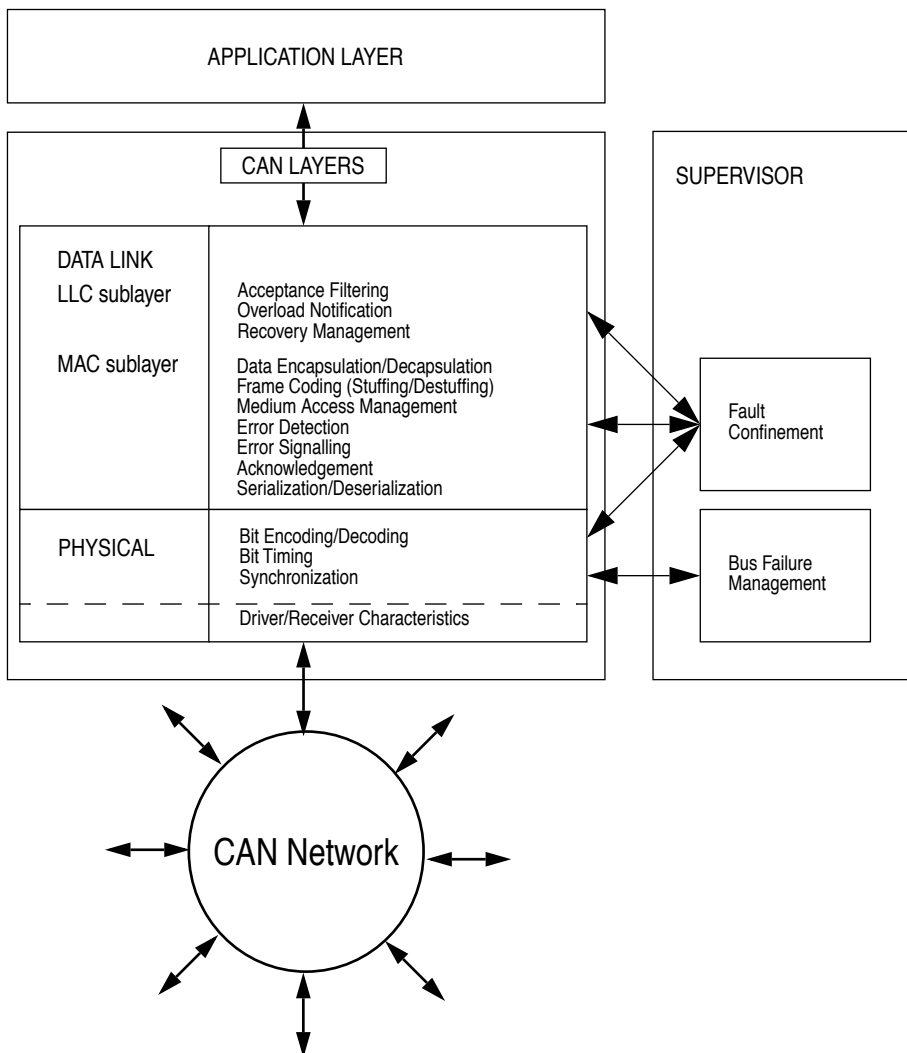 APPLICATION LAYER
CAN LAYERS
SUPERVISOR
DATA LINK
LLC sublayer
Acceptance Filtering
Overload Notification
Recovery Management
MAC sublayer
Data Encapsulation/Decapsulation
Frame Coding (Stuffing/Destuffing)
Medium Access Management
Error Detection
Error Signalling
Acknowledgement
Serialization/Deserialization
Fault
Confinement
PHYSICAL
Bit Encoding/Decoding
Bit Timing
Synchronization
Driver/Receiver Characteristics
Bus Failure
Management
CAN Network